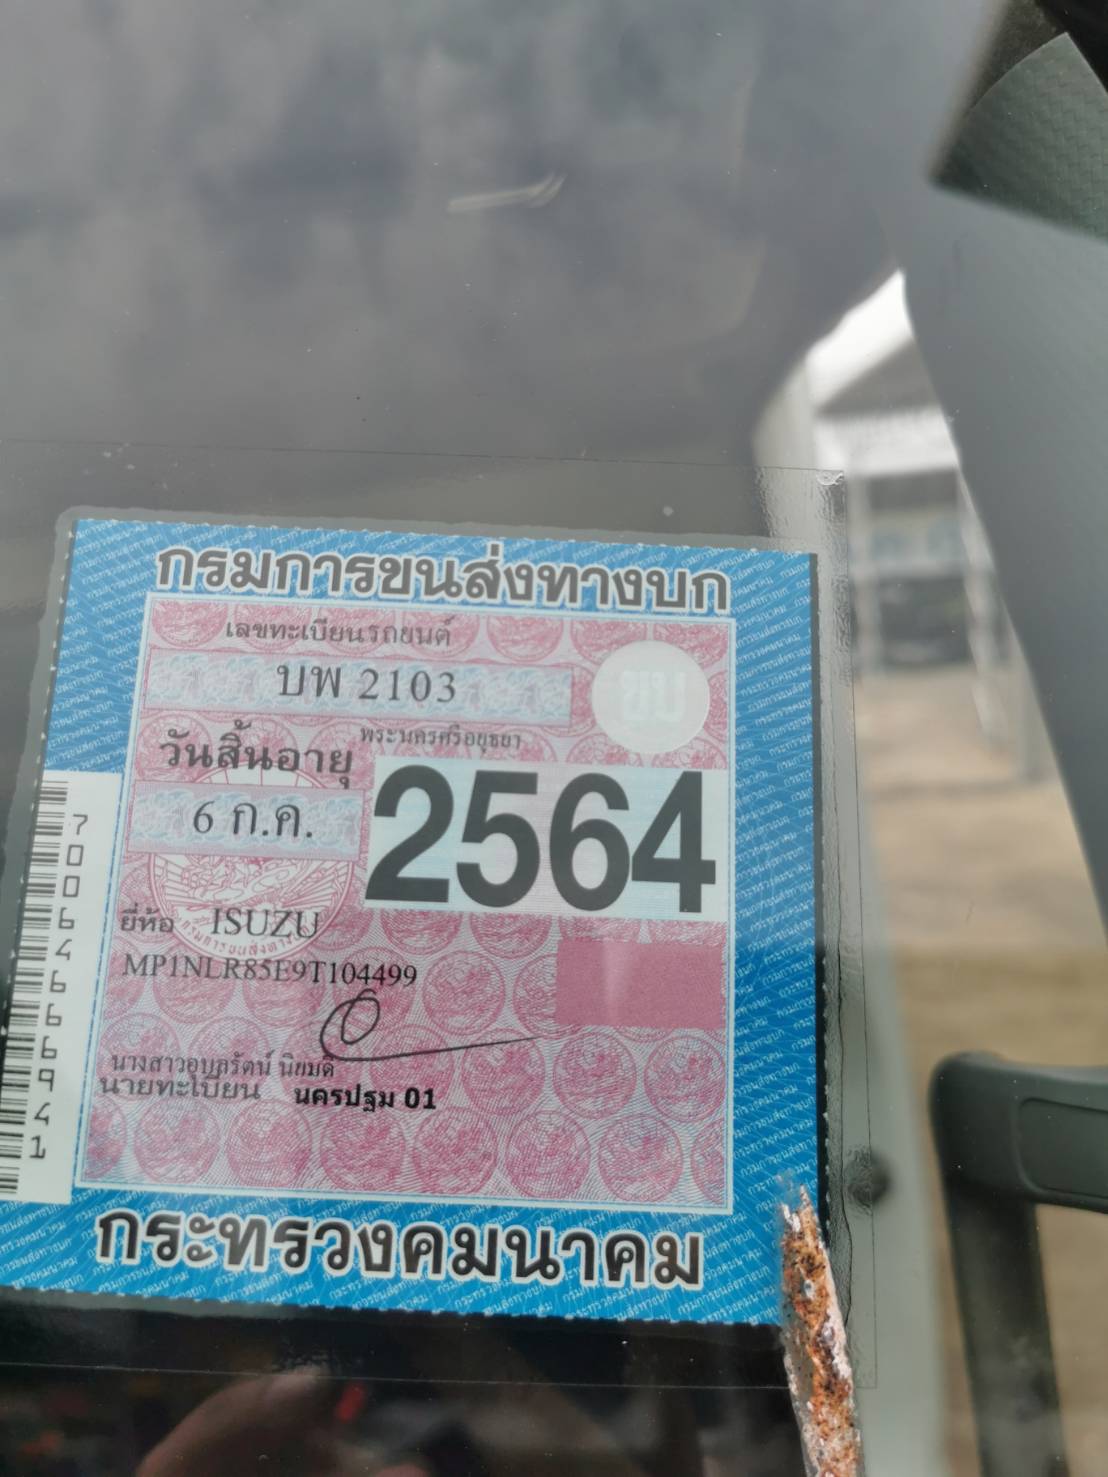 กรมการขนส่งทางบก
เลขทะเบียนรถยนต์
บพ 2103
ขบ
พระนครศรีอยุธยา
วันสิ้นอายุ
6 ก.ค.
2564
ยี่ห้อ ISUZU
MP1NLR85E9T104499
นางสาวอุบลรัตน์ นิยมดี
นายทะเบียน นครปฐม 01
กระทรวงคมนาคม
7006466669941